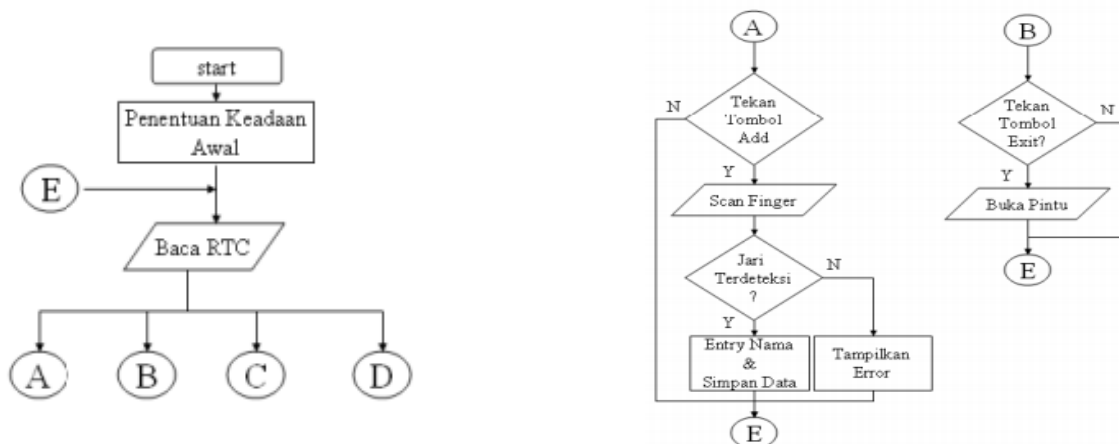 start
Penentuan Keadaan
Awal
E
Baca RTC
A
B
C
D
A
N
Tekan
Tombol
Add
Y
Scan Finger
Jari
Terdeteksi
?
N
Y
Entry Nama
&
Simpan Data
Tampilkan
Error
E
B
Tekan
Tombol
Exit?
N
Y
Buka Pintu
E